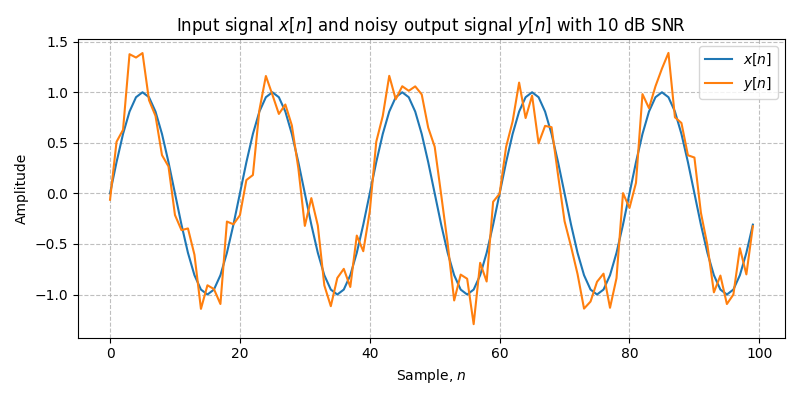 Input signal x[n] and noisy output signal y[n] with 10 dB SNR
x[n]
y[n]
Amplitude
1.5
1.0
0.5
0.0
−0.5
−1.0
0 20 40 60 80 100
Sample, n